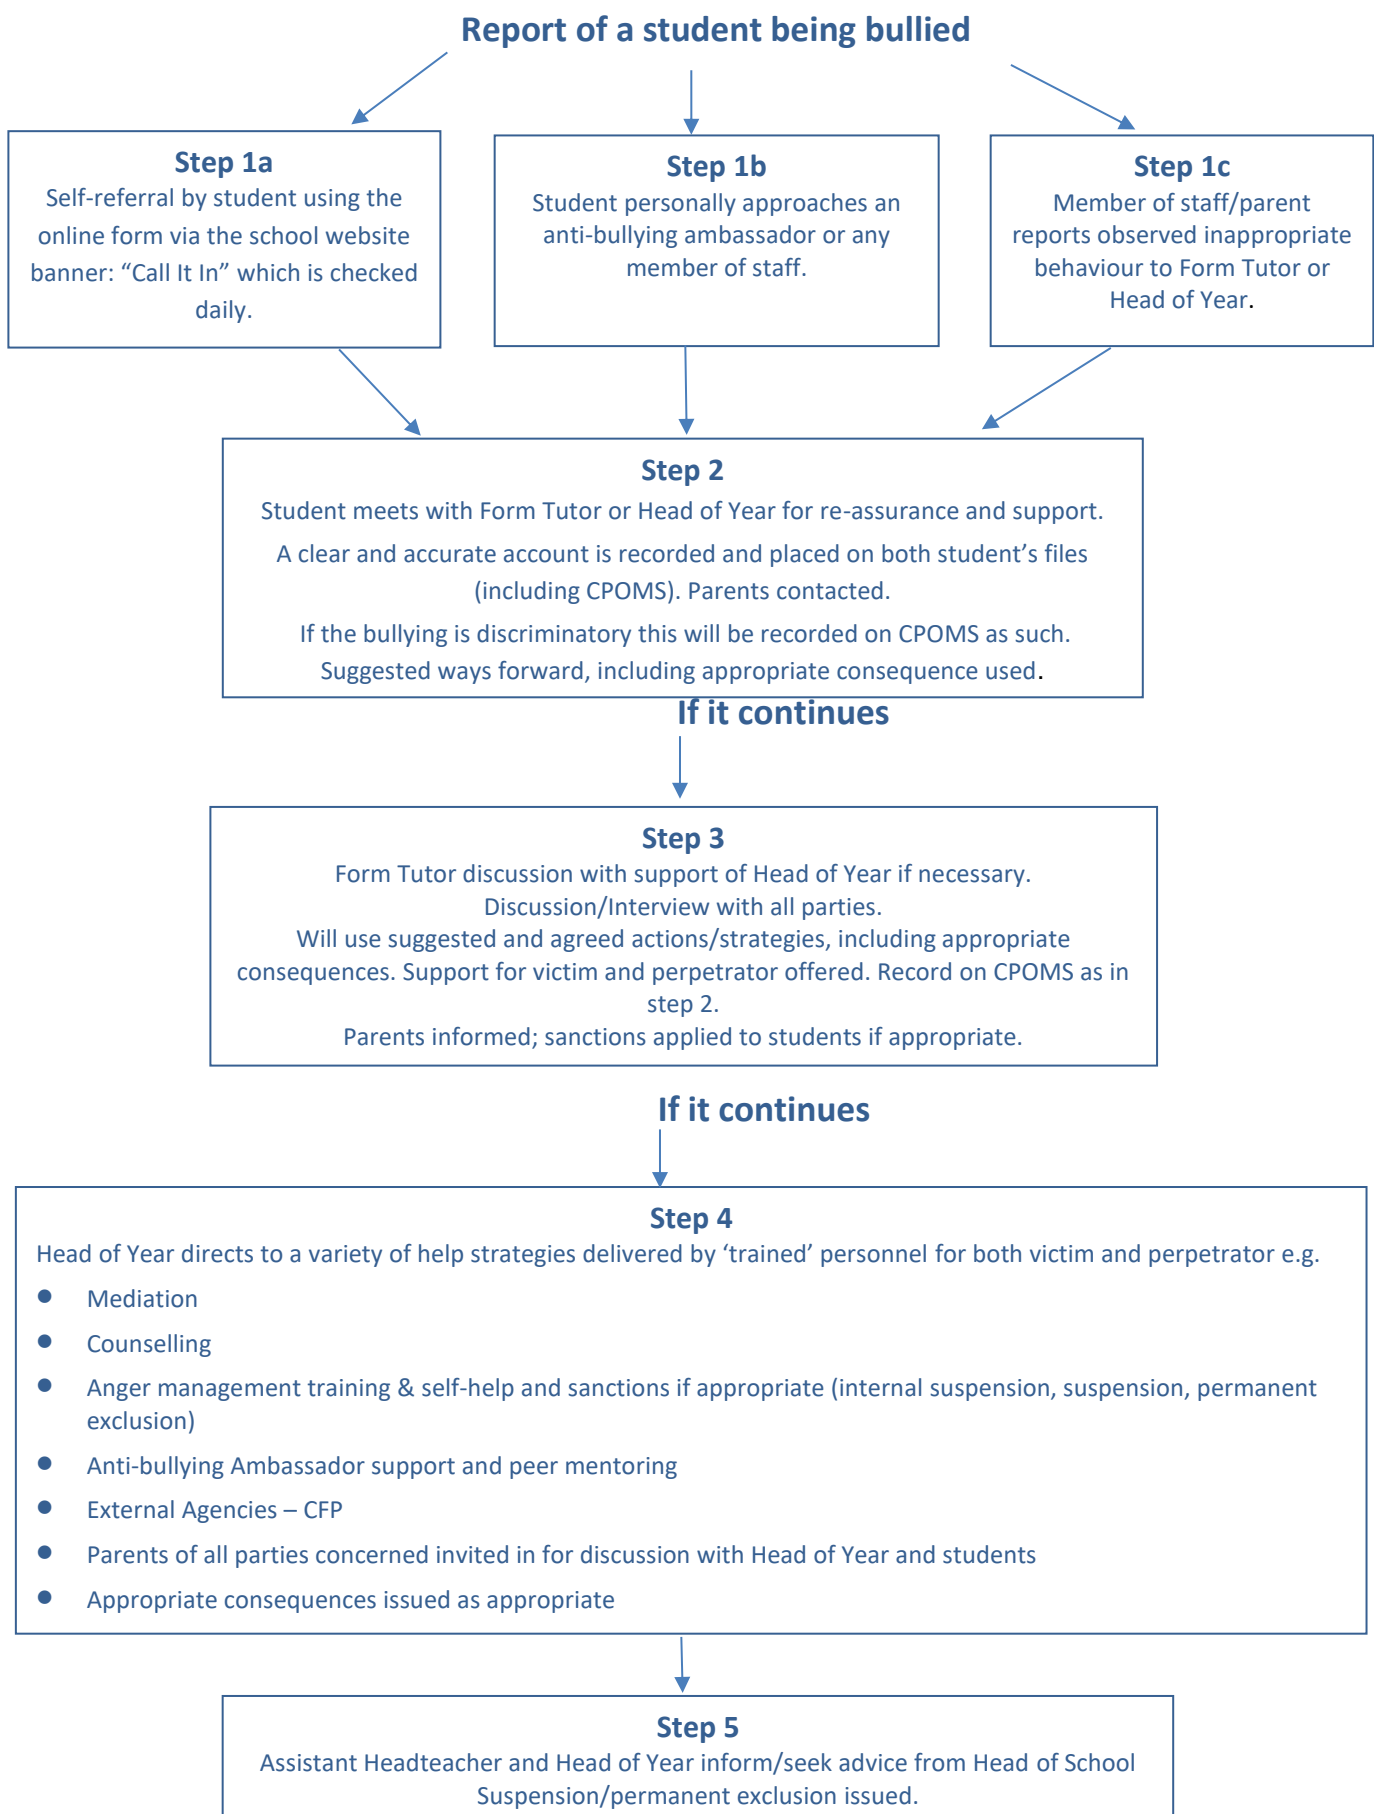 Report of a student being bullied
Step 1a
Self-referral by student using the
online form via the school website
banner: “Call It In” which is checked
daily.
Step 1b
Student personally approaches an
anti-bullying ambassador or any
member of staff.
Step 1c
Member of staff/parent
reports observed inappropriate
behaviour to Form Tutor or
Head of Year.
Step 2
Student meets with Form Tutor or Head of Year for re-assurance and support.
A clear and accurate account is recorded and placed on both student’s files
(including CPOMS). Parents contacted.
If the bullying is discriminatory this will be recorded on CPOMS as such.
Suggested ways forward, including appropriate consequence used.
If it continues
Step 3
Form Tutor discussion with support of Head of Year if necessary.
Discussion/Interview with all parties.
Will use suggested and agreed actions/strategies, including appropriate
consequences. Support for victim and perpetrator offered. Record on CPOMS as in
step 2.
Parents informed; sanctions applied to students if appropriate.
If it continues
Step 4
Head of Year directs to a variety of help strategies delivered by ‘trained’ personnel for both victim and perpetrator e.g.
● Mediation
● Counselling
● Anger management training & self-help and sanctions if appropriate (internal suspension, suspension, permanent
exclusion)
● Anti-bullying Ambassador support and peer mentoring
● External Agencies – CFP
● Parents of all parties concerned invited in for discussion with Head of Year and students
● Appropriate consequences issued as appropriate
Step 5
Assistant Headteacher and Head of Year inform/seek advice from Head of School
Suspension/permanent exclusion issued.